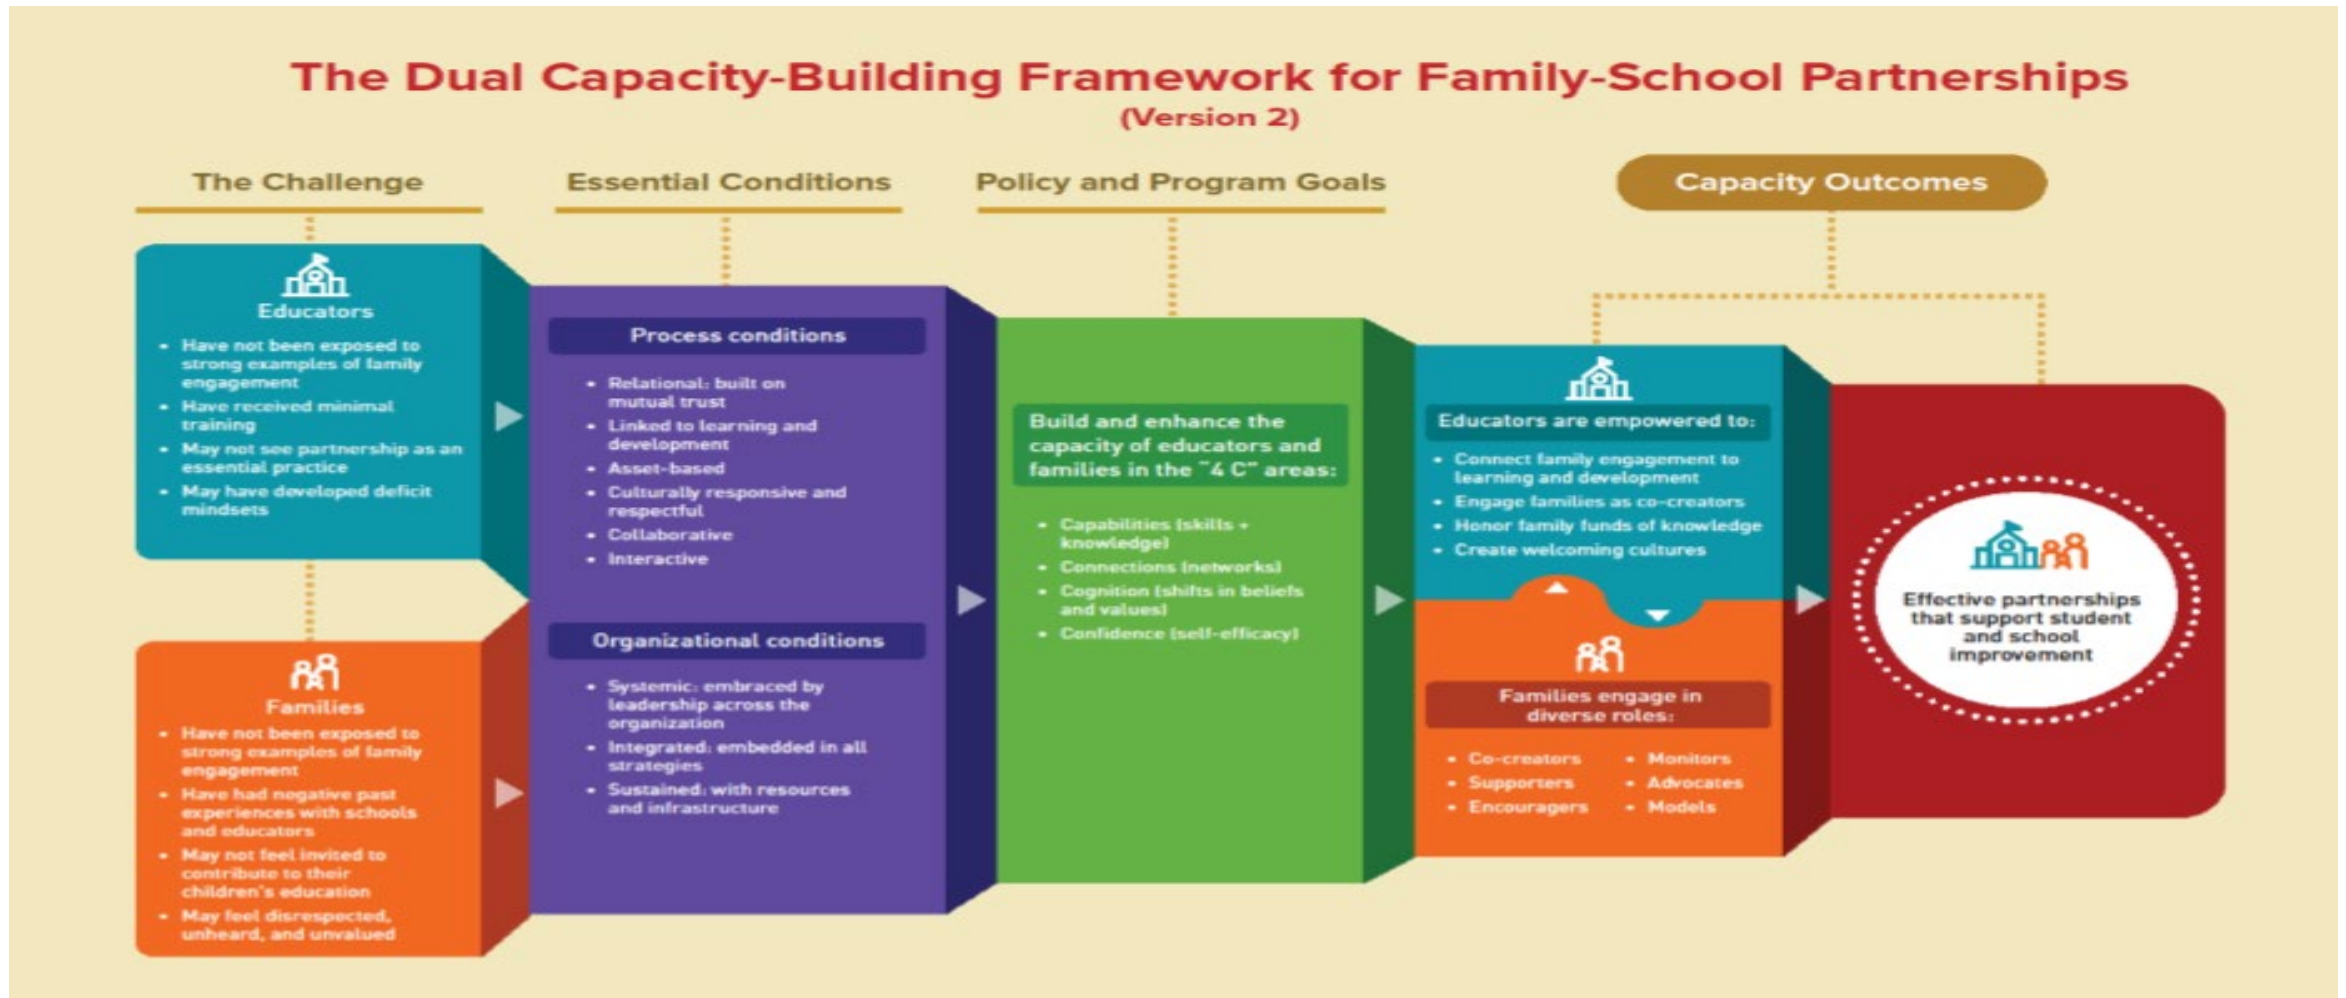 The Dual Capacity-Building Framework for Family-School Partnerships
(Version 2)
The Challenge
Educators
• Have not been exposed to
strong examples of family
engagement
• Have received minimal
training
• May not see partnership as an
essential practice
• May have developed deficit
mindsets
Families
• Have not been exposed to
strong examples of family
engagement
• Have had negative past
experiences with schools
and educators
• May not feel invited to
contribute to their
children's education
• May feel disrespected,
unheard, and unvalued
Essential Conditions
Process conditions
• Relational: built on
mutual trust
• Linked to learning and
development
• Asset-based
• Culturally responsive and
respectful
• Collaborative
• Interactive
Organizational conditions
• Systemic: embraced by
leadership across the
organization
• Integrated: embedded in all
strategies
• Sustained: with resources
and infrastructure
Policy and Program Goals
Build and enhance the
capacity of educators and
families in the "4 C" areas:
• Capabilities (skills +
knowledge)
• Connections (networks)
• Cognition (shifts in beliefs
and values)
• Confidence (self-efficacy)
Capacity Outcomes
Educators are empowered to:
• Connect family engagement to
learning and development
• Engage families as co-creators
• Honor family funds of knowledge
• Create welcoming cultures
Families engage in
diverse roles:
• Co-creators
• Supporters
• Encouragers
• Monitors
• Advocates
• Models
Effective partnerships
that support student
and school
improvement